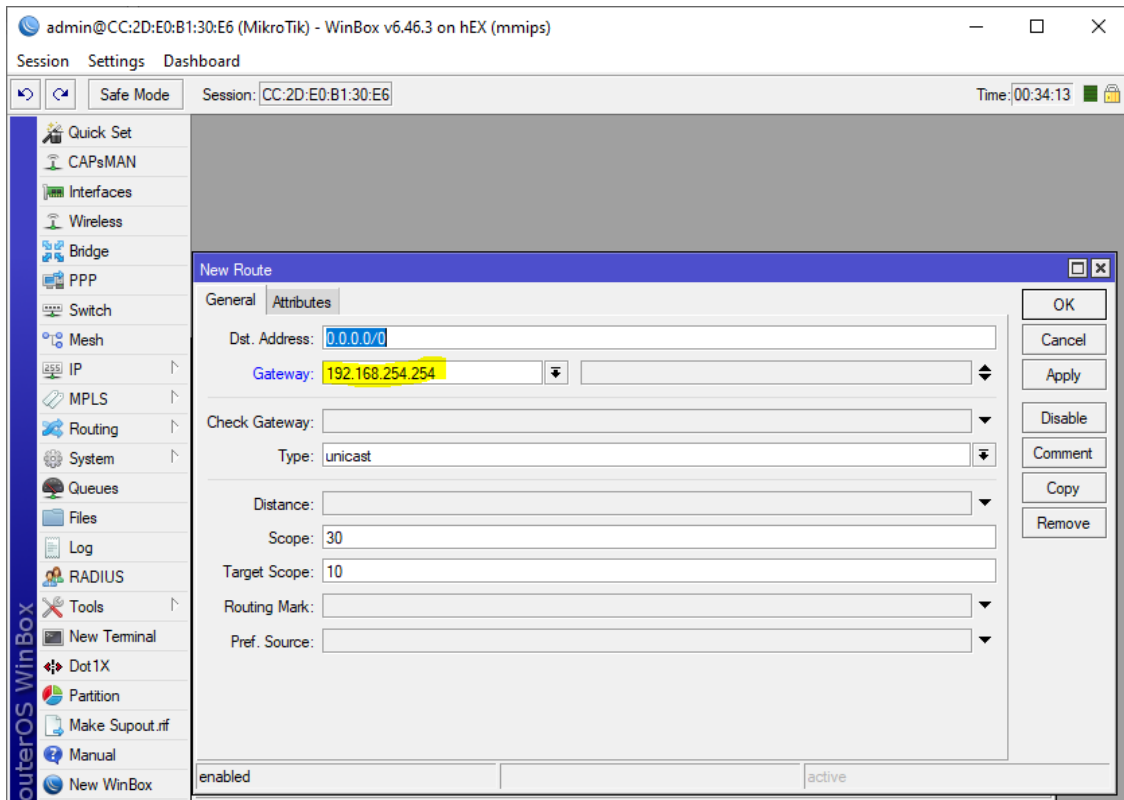 admin@CC:2D:E0:B1:30:E6 (MikroTik) - WinBox v6.46.3 on hEX (mmips)
Session Settings Dashboard
Safe Mode Session: CC:2D:E0:B1:30:E6 Time: 00:34:13
Quick Set
CAPsMAN
Interfaces
Wireless
Bridge
PPP
Switch
Mesh
255 IP
MPLS
Routing
System
Queues
Files
Log
RADIUS
Tools
New Terminal
Dot1X
Partition
Make Supout.rif
Manual
New WinBox
outerOS WinBox
New Route
General Attributes
Dst. Address: 0.0.0.0/0
Gateway: 192.168.254.254
Check Gateway:
Type: unicast
Distance:
Scope: 30
Target Scope: 10
Routing Mark:
Pref. Source:
OK
Cancel
Apply
Disable
Comment
Copy
Remove
enabled active